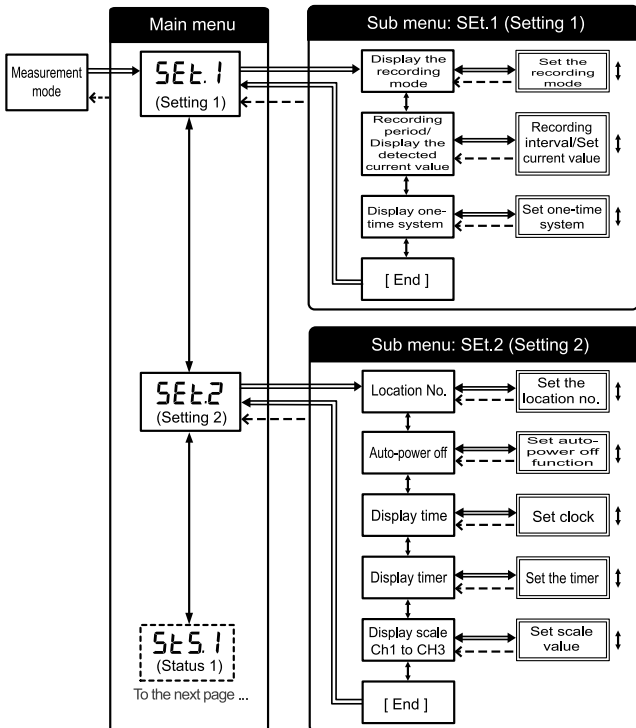 Main menu
Sub menu: SEt.1 (Setting 1)
Measurement
mode
SEt.1
(Setting 1)
Display the
recording
mode
Set the
recording
mode
Recording
period/
Display the
detected
current value
Recording
interval/Set
current value
Display one-
time system
Set one-time
system
[ End ]
Sub menu: SEt.2 (Setting 2)
SEt.2
(Setting 2)
Location No.
Set the
location no.
Auto-power off
Set auto-
power off
function
Display time
Set clock
Display timer
Set the timer
Display scale
Ch1 to CH3
Set scale
value
[ End ]
StS.1
(Status 1)
To the next page ...